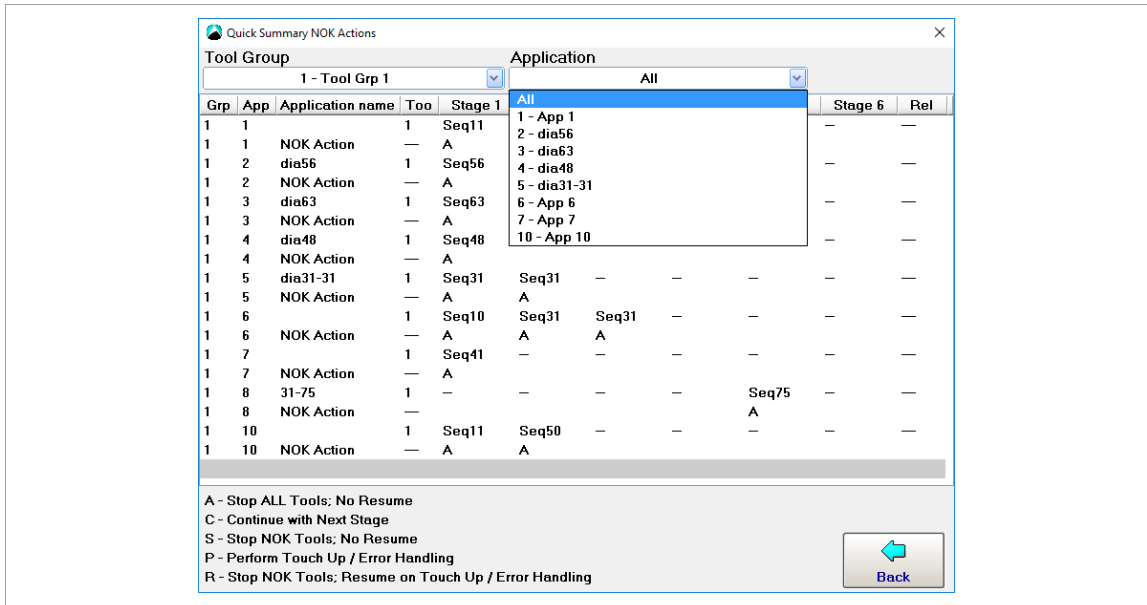 Quick Summary NOK Actions
Tool Group Application
1 - Tool Grp 1 All
Grp App Application name Too Stage 1 Stage 6 Rel
All
1 - App 1
2 - dia56
3 - dia63
4 - dia48
5 - dia31-31
6 - App 6
7 - App 7
10 - App 10
1 1 1 Seq11 — —
1 1 NOK Action — A
1 2 dia56 1 Seq56 — —
1 2 NOK Action — A
1 3 dia63 1 Seq63 — —
1 3 NOK Action — A
1 4 dia48 1 Seq48 — —
1 4 NOK Action — A
1 5 dia31-31 1 Seq31 Seq31 — — — — —
1 5 NOK Action — A A
1 6 1 Seq10 Seq31 Seq31 — — — —
1 6 NOK Action — A A A
1 7 1 Seq41 — — — — — —
1 7 NOK Action — A
1 8 31-75 1 — — — — Seq75 — —
1 8 NOK Action — A
1 10 1 Seq11 Seq50 — — — — —
1 10 NOK Action — A A
A - Stop ALL Tools; No Resume
C - Continue with Next Stage
S - Stop NOK Tools; No Resume
P - Perform Touch Up / Error Handling
R - Stop NOK Tools; Resume on Touch Up / Error Handling
Back